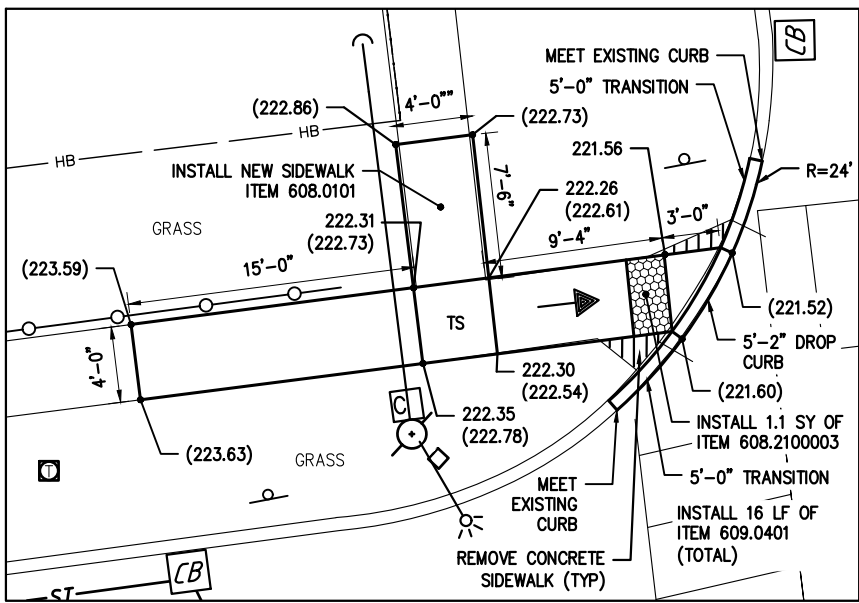 CB
MEET EXISTING CURB
5'-0" TRANSITION
4'-0""
(222.86)
(222.73)
HB
HB
221.56
R=24'
INSTALL NEW SIDEWALK
ITEM 608.0101
7'-6"
222.26
(222.61)
3'-0"
GRASS
222.31
(222.73)
9'-4"
(223.59)
15'-0"
(221.52)
TS
4'-0"
5'-2" DROP
CURB
222.30
(222.54)
(221.60)
C
222.35
(222.78)
INSTALL 1.1 SY OF
ITEM 608.2100003
(223.63)
GRASS
T
MEET
EXISTING
CURB
5'-0" TRANSITION
INSTALL 16 LF OF
ITEM 609.0401
(TOTAL)
REMOVE CONCRETE
SIDEWALK (TYP)
CB
ST